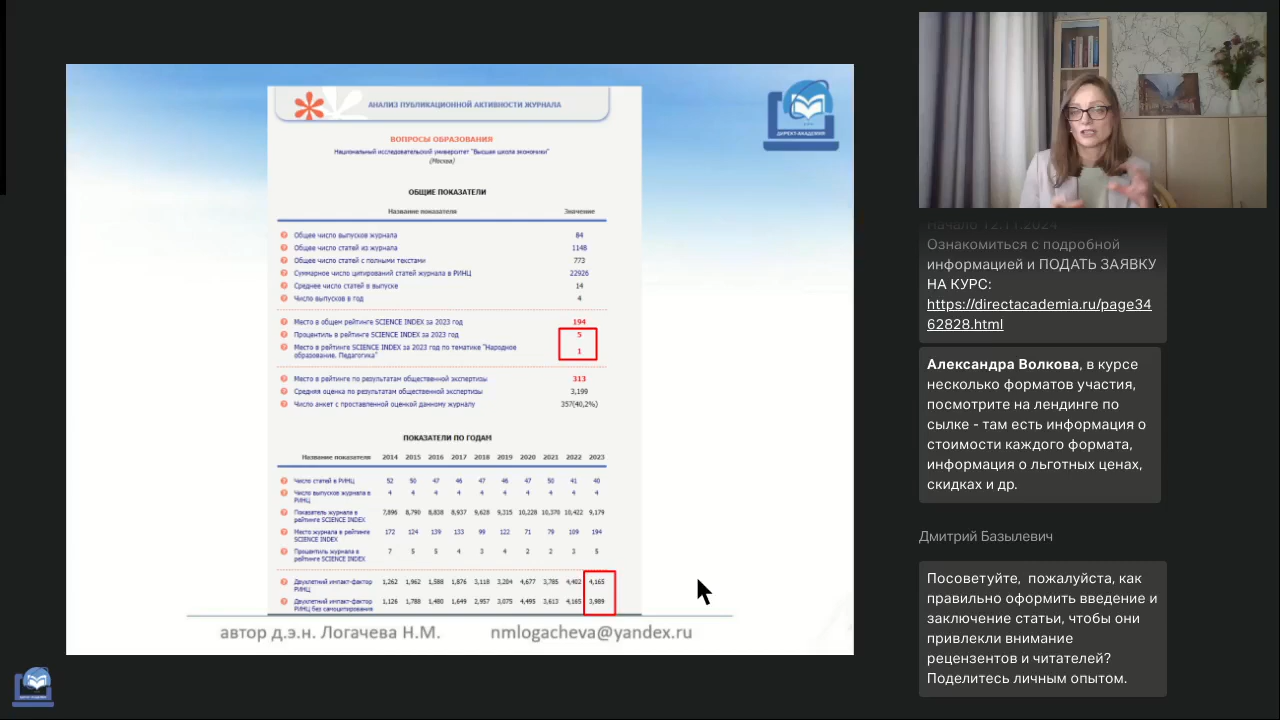 АНАЛИЗ ПУБЛИКАЦИОННОЙ АКТИВНОСТИ ЖУРНАЛА
ДИРЕКТ-АКАДЕМИЯ
ВОПРОСЫ ОБРАЗОВАНИЯ
Национальный исследовательский университет "Высшая школа экономики"
(Москва)
ОБЩИЕ ПОКАЗАТЕЛИ
Название показателя Значение
Общее число выпусков журнала 84
Общее число статей из журнала 1148
Общее число статей с полными текстами 773
Суммарное число цитирований статей журнала в РИНЦ 22926
Среднее число статей в выпуске 14
Число выпусков в год 4
Место в общем рейтинге SCIENCE INDEX за 2023 год 194
Процентиль в рейтинге SCIENCE INDEX за 2023 год 5
Место в рейтинге SCIENCE INDEX за 2023 год по тематике "Народное
образование. Педагогика" 1
Место в рейтинге по результатам общественной экспертизы 313
Средняя оценка по результатам общественной экспертизы 3,199
Число анкет с проставленной оценкой данному журналу 357(40,2%)
ПОКАЗАТЕЛИ ПО ГОДАМ
Название показателя 2014 2015 2016 2017 2018 2019 2020 2021 2022 2023
Число статей в РИНЦ 52 50 47 46 47 46 47 50 41 40
Число выпусков журнала в
РИНЦ 4 4 4 4 4 4 4 4 4 4
Показатель журнала в
рейтинге SCIENCE INDEX 7,896 8,790 8,838 8,937 9,628 9,315 10,228 10,370 10,422 9,179
Место журнала в рейтинге
SCIENCE INDEX 172 124 139 133 99 122 71 79 109 194
Процентиль журнала в
рейтинге SCIENCE INDEX 7 5 5 4 3 4 2 2 3 5
Двухлетний импакт-фактор
РИНЦ 1,262 1,962 1,588 1,876 3,118 3,204 4,677 3,785 4,402 4,165
Двухлетний импакт-фактор
РИНЦ без самоцитирования 1,126 1,788 1,480 1,649 2,957 3,075 4,495 3,613 4,165 3,989
автор д.э.н. Логачева Н.М. nmlogacheva@yandex.ru
Начало 12.11.2024
Ознакомиться с подробной
информацией и ПОДАТЬ ЗАЯВКУ
НА КУРС:
https://directacademia.ru/page34
62828.html
Александра Волкова, в курсе
несколько форматов участия,
посмотрите на лендинге по
сылке - там есть информация о
стоимости каждого формата,
информация о льготных ценах,
скидках и др.
Дмитрий Базылевич
Посоветуйте, пожалуйста, как
правильно оформить введение и
заключение статьи, чтобы они
привлекли внимание
рецензентов и читателей?
Поделитесь личным опытом.